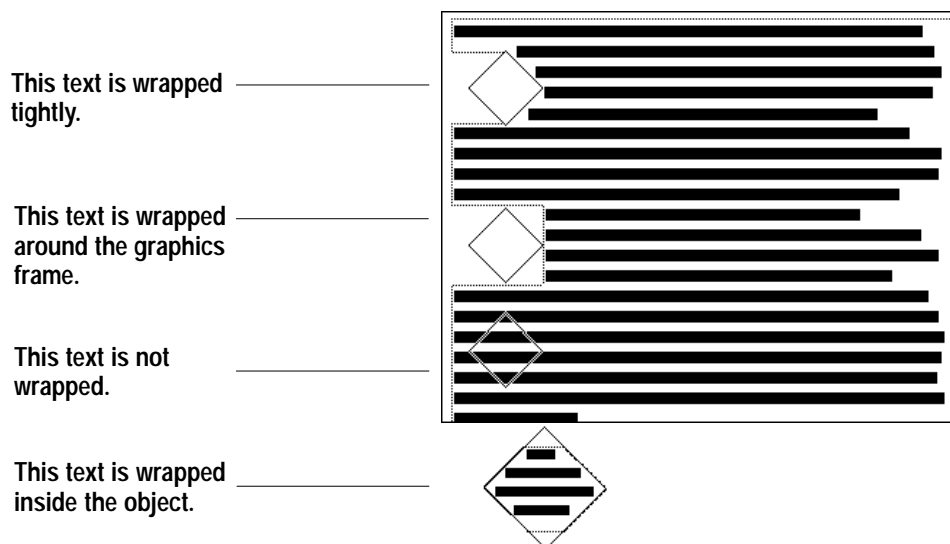 This text is wrapped
tightly.
This text is wrapped
around the graphics
frame.
This text is not
wrapped.
This text is wrapped
inside the object.